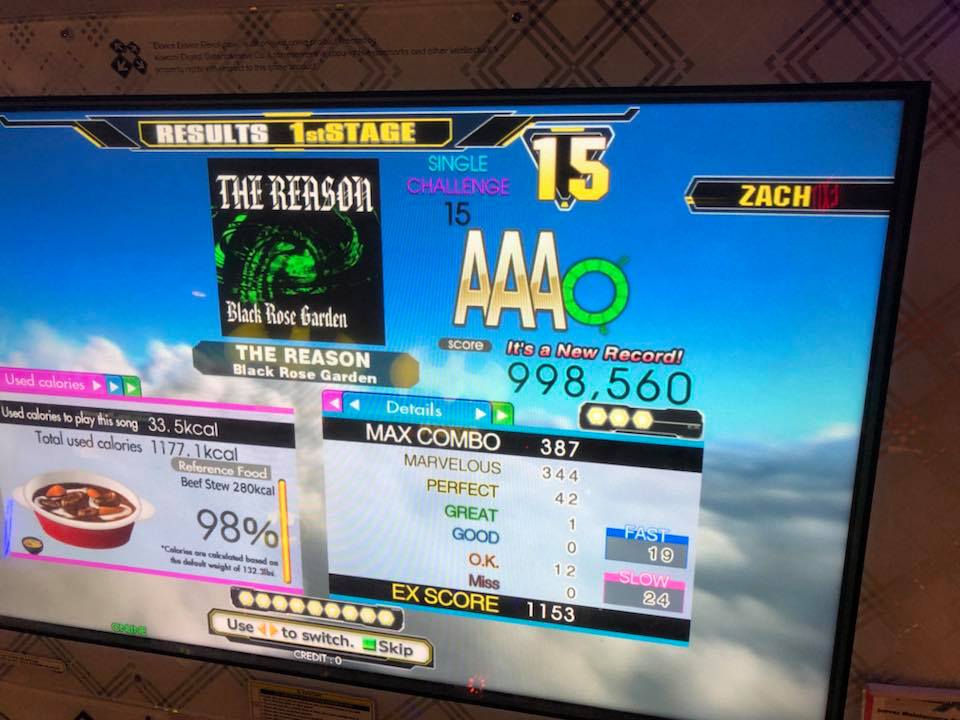 RESULTS 1stSTAGE
15
ZACH
SINGLE
CHALLENGE
15
THE REASON
Black Rose Garden
AAA
THE REASON
Black Rose Garden
score It's a New Record!
998,560
Used calories
Used calories to play this song 33.5kcal
Total used calories 1177.1kcal
Reference Food
Beef Stew 280kcal
98%
*Calories are calculated based on
the default weight of 132.3lbs
Details
MAX COMBO 387
MARVELOUS 344
PERFECT 42
GREAT 1
GOOD 0
O.K. 12
Miss 0
EX SCORE 1153
FAST
19
SLOW
24
Use to switch. Skip
ONLINE
CREDIT : 0